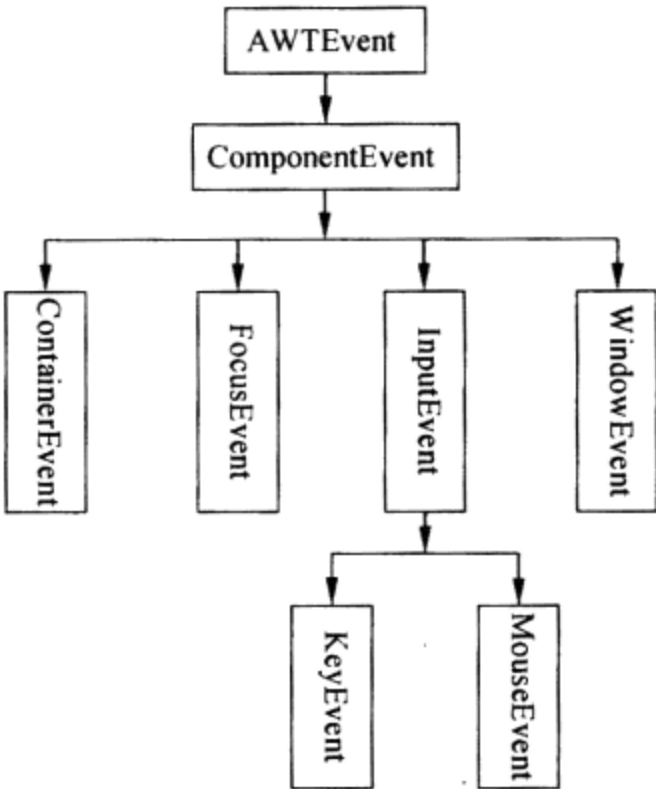 AWTEvent
ComponentEvent
ContainerEvent
FocusEvent
InputEvent
WindowEvent
KeyEvent
MouseEvent